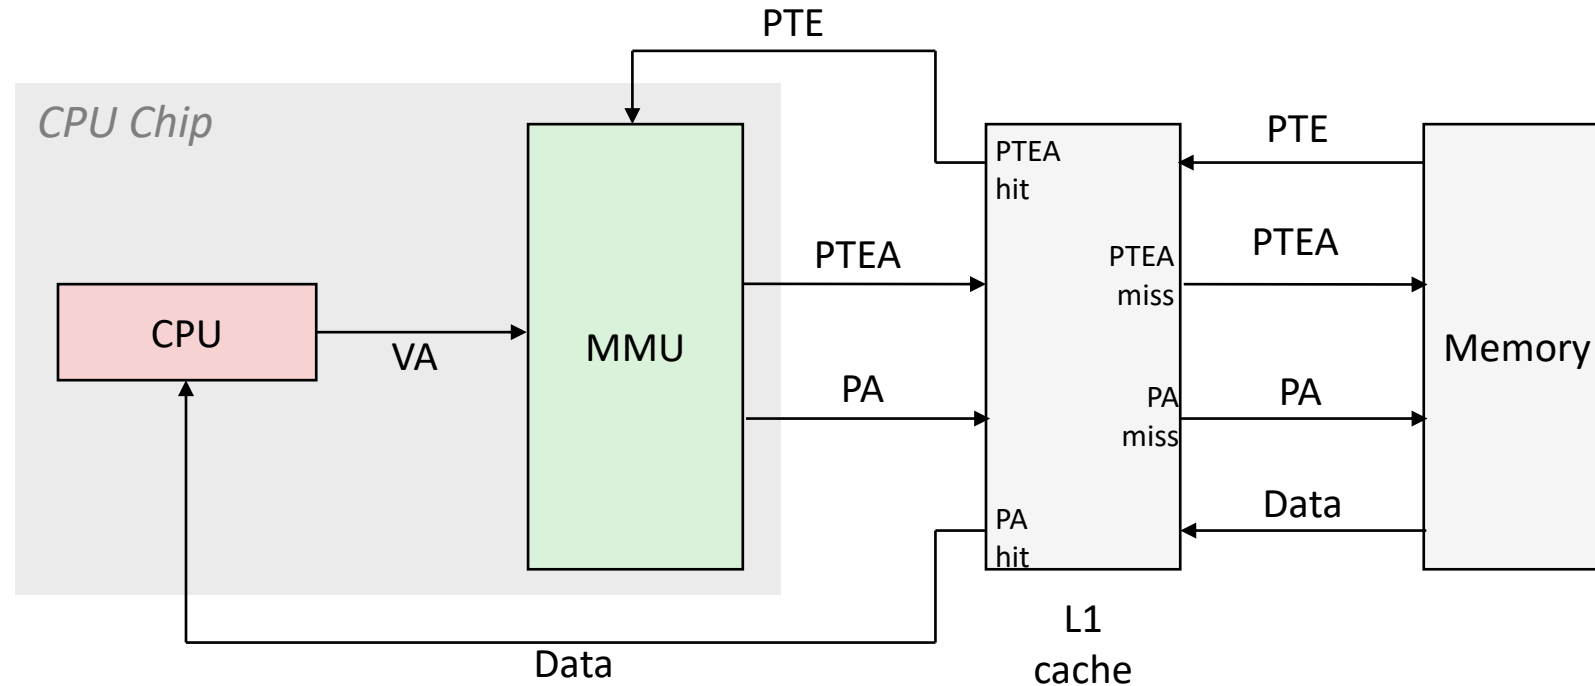 PTE
CPU Chip
PTEA
hit
PTE
PTEA
PTEA
miss
PTEA
CPU
VA
MMU
Memory
PA
PA
miss
PA
PA
hit
Data
Data
L1
cache